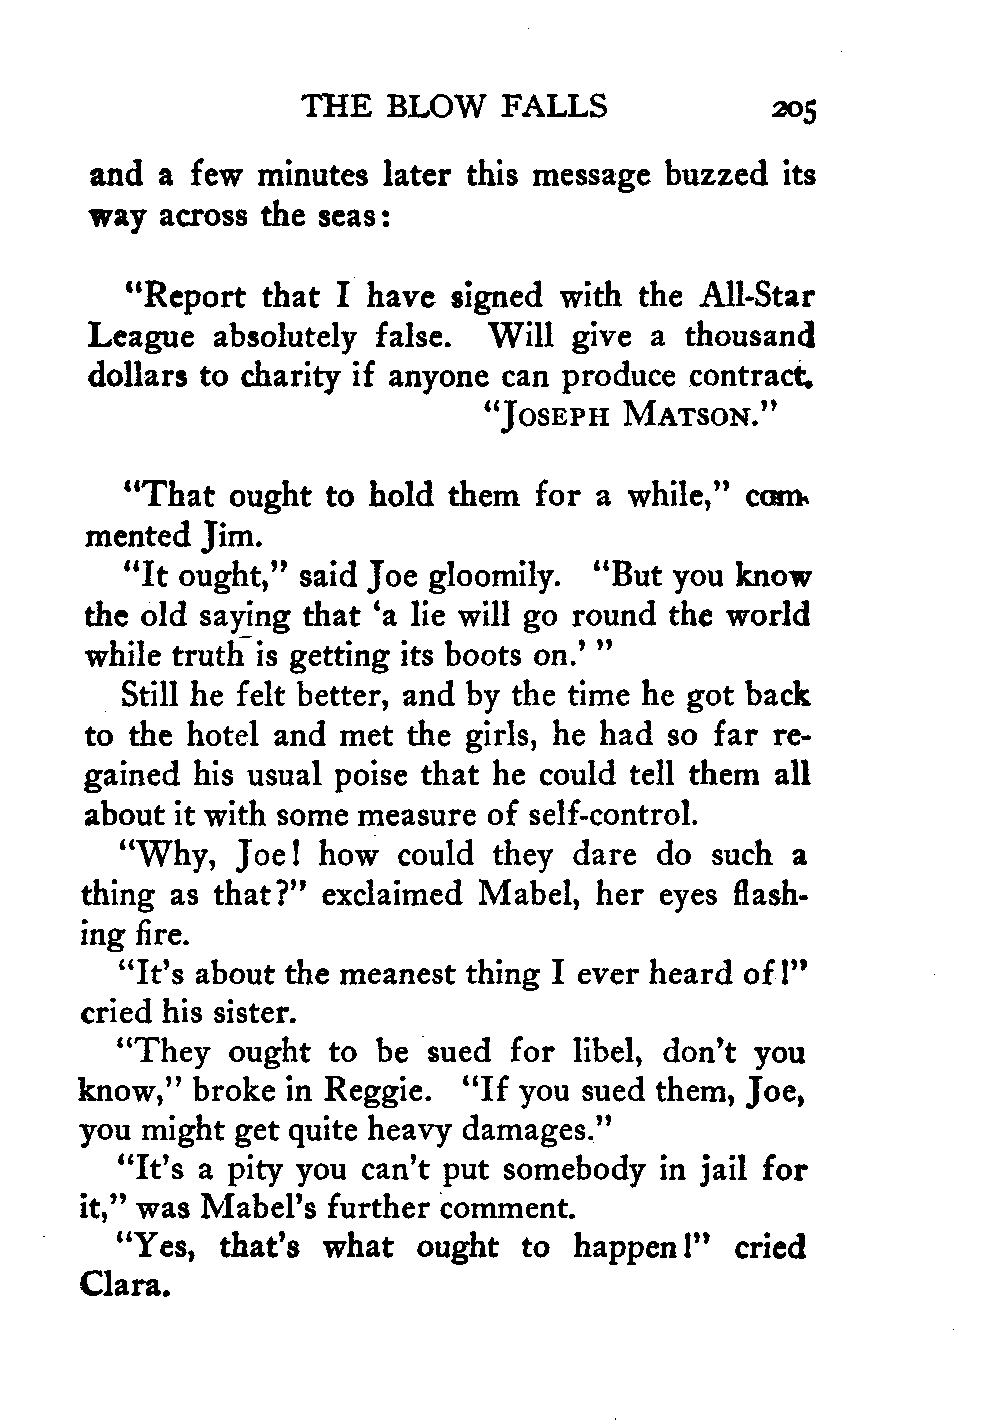 THE BLOW FALLS 205
and a few minutes later this message buzzed its
way across the seas:
"Report that I have signed with the All-Star
League absolutely false. Will give a thousand
dollars to charity if anyone can produce contract.
"JOSEPH MATSON."
"That ought to hold them for a while," com-
mented Jim.
"It ought," said Joe gloomily. "But you know
the old saying that 'a lie will go round the world
while truth is getting its boots on.' "
Still he felt better, and by the time he got back
to the hotel and met the girls, he had so far re-
gained his usual poise that he could tell them all
about it with some measure of self-control.
"Why, Joe! how could they dare do such a
thing as that?" exclaimed Mabel, her eyes flash-
ing fire.
"It's about the meanest thing I ever heard of!"
cried his sister.
"They ought to be sued for libel, don't you
know," broke in Reggie. "If you sued them, Joe,
you might get quite heavy damages."
"It's a pity you can't put somebody in jail for
it," was Mabel's further comment.
"Yes, that's what ought to happen!" cried
Clara.